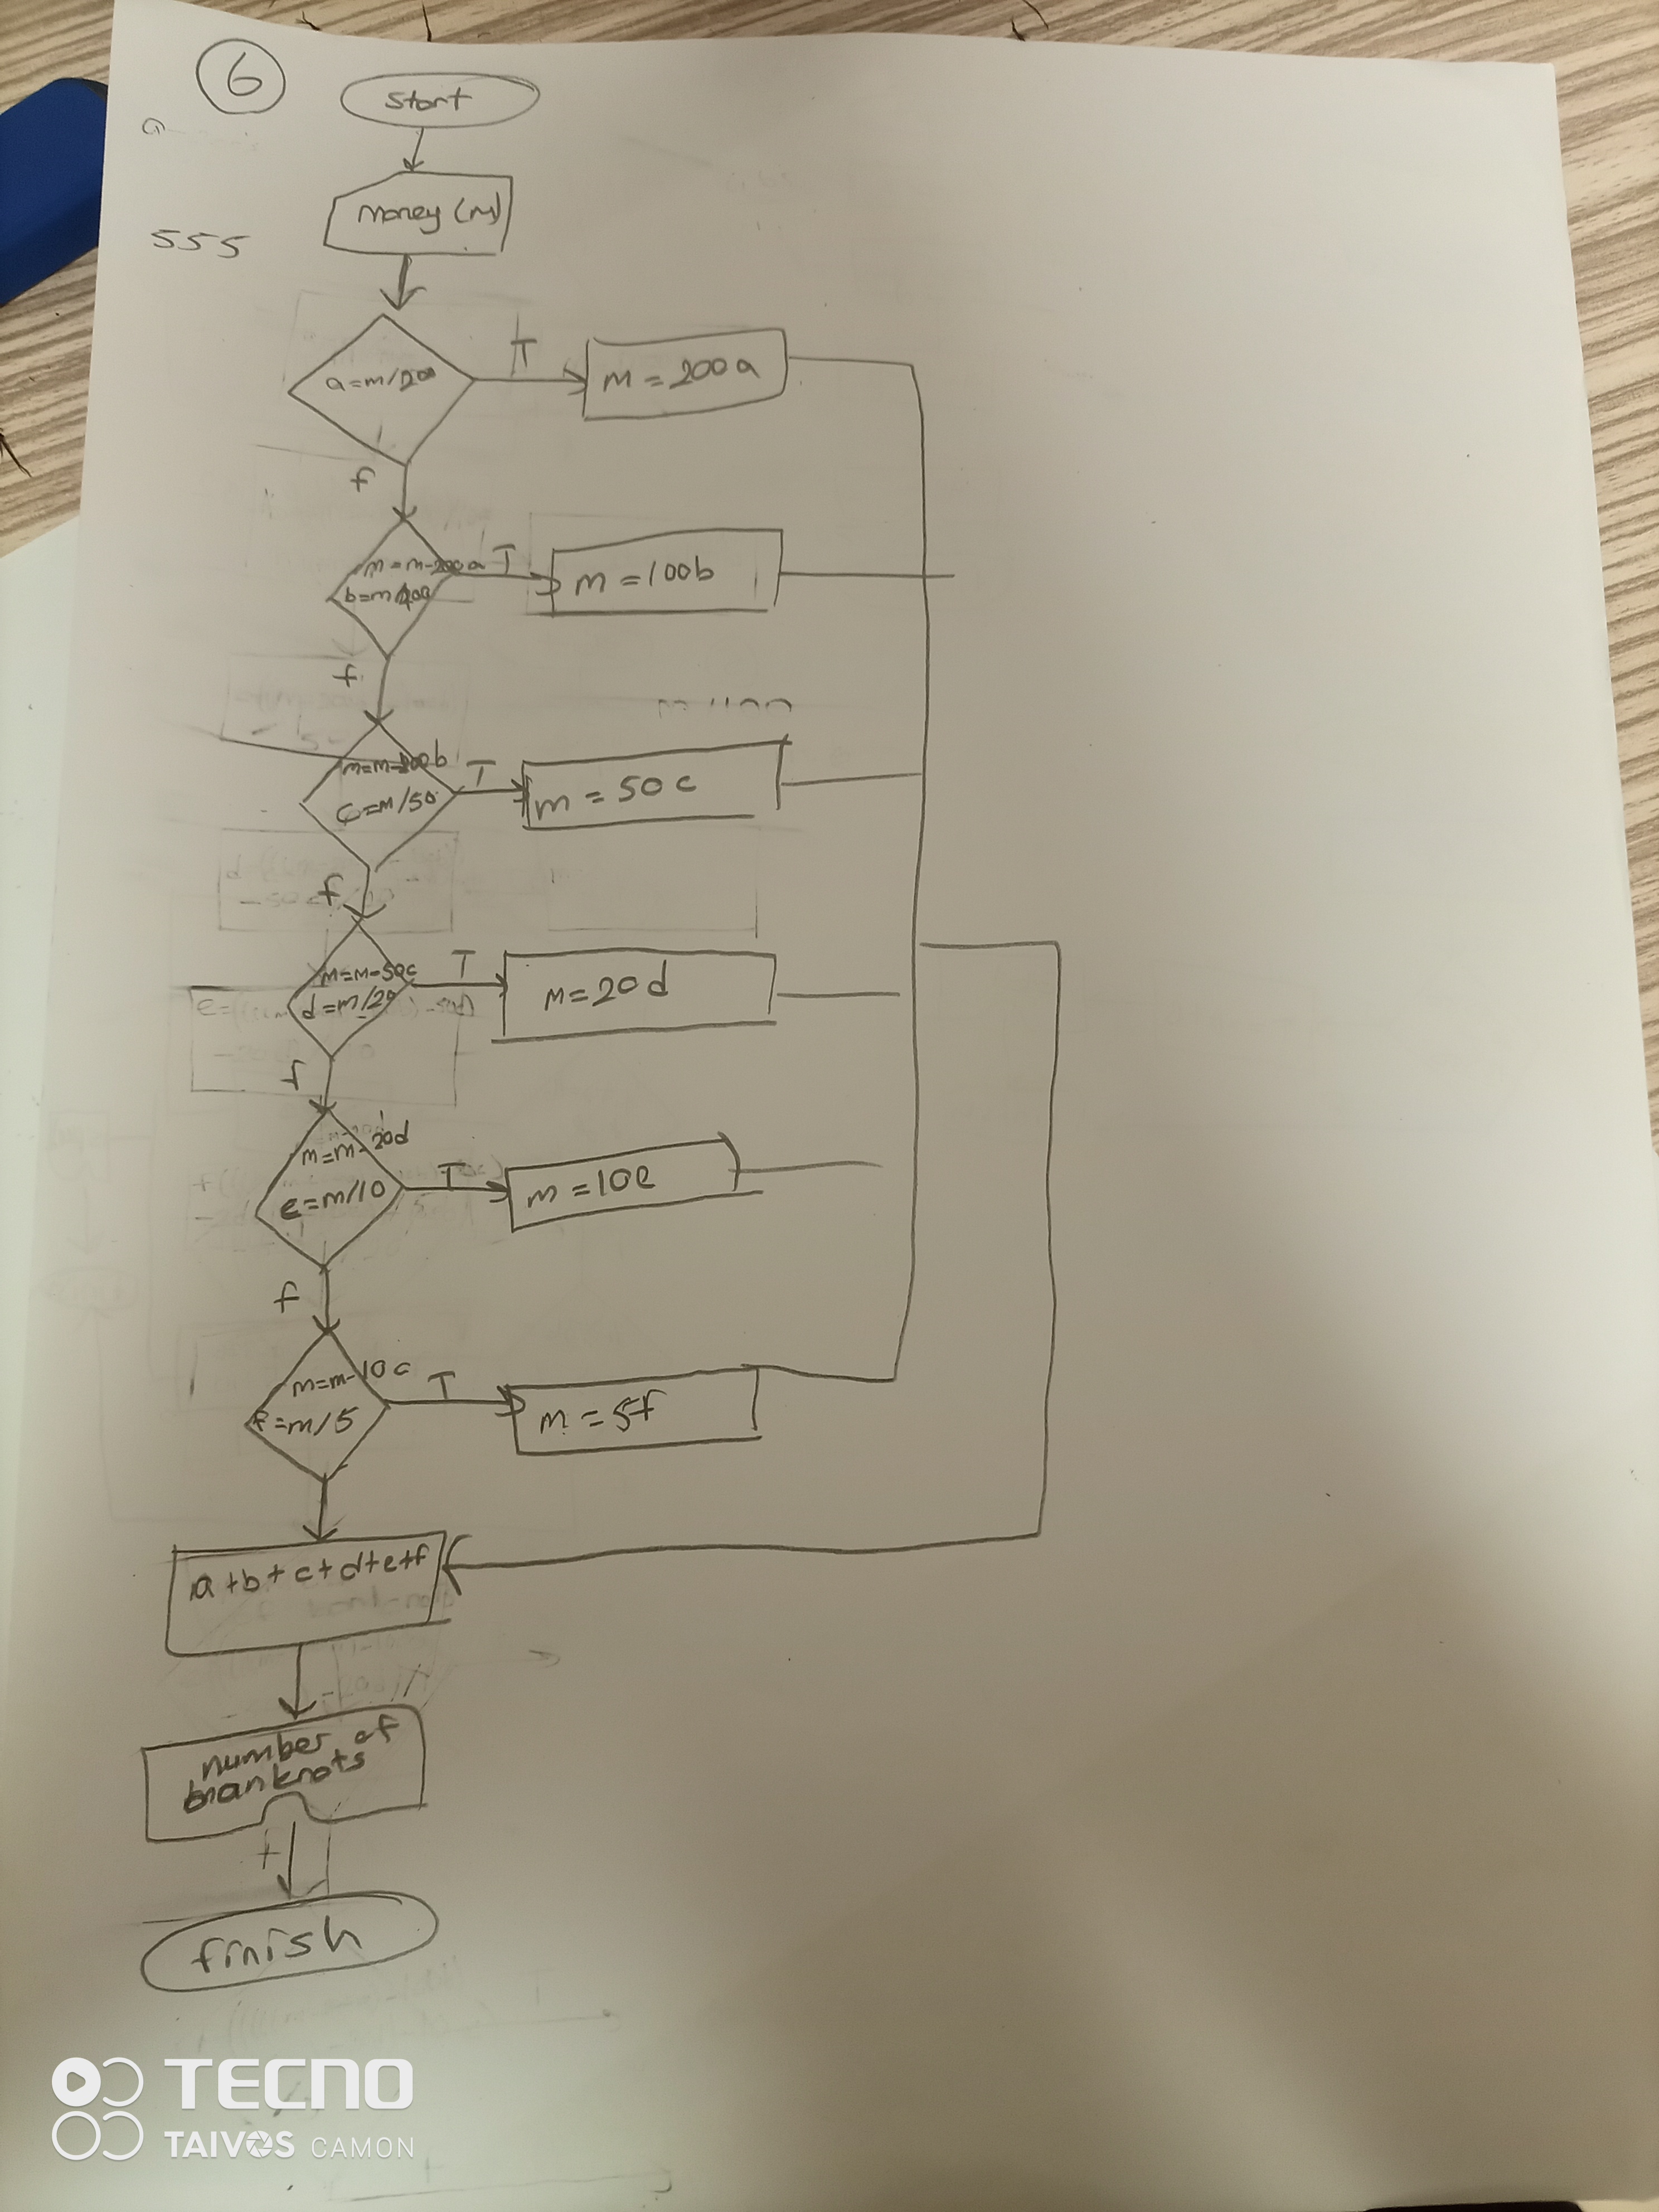 6
start
money (m)
555
a=m/200
T
m=200a
f
m=m-200a
b=m/100
T
m=100b
f
m=m-100b
c=m/50
T
m=50c
f
m=m-50c
d=m/20
T
m=20d
f
m=m-20d
e=m/10
T
m=10e
f
m=m-10e
f=m/5
T
m=5f
a+b+c+d+e+f
number of
banknots
finish
TECNO
TAIVOS CAMON